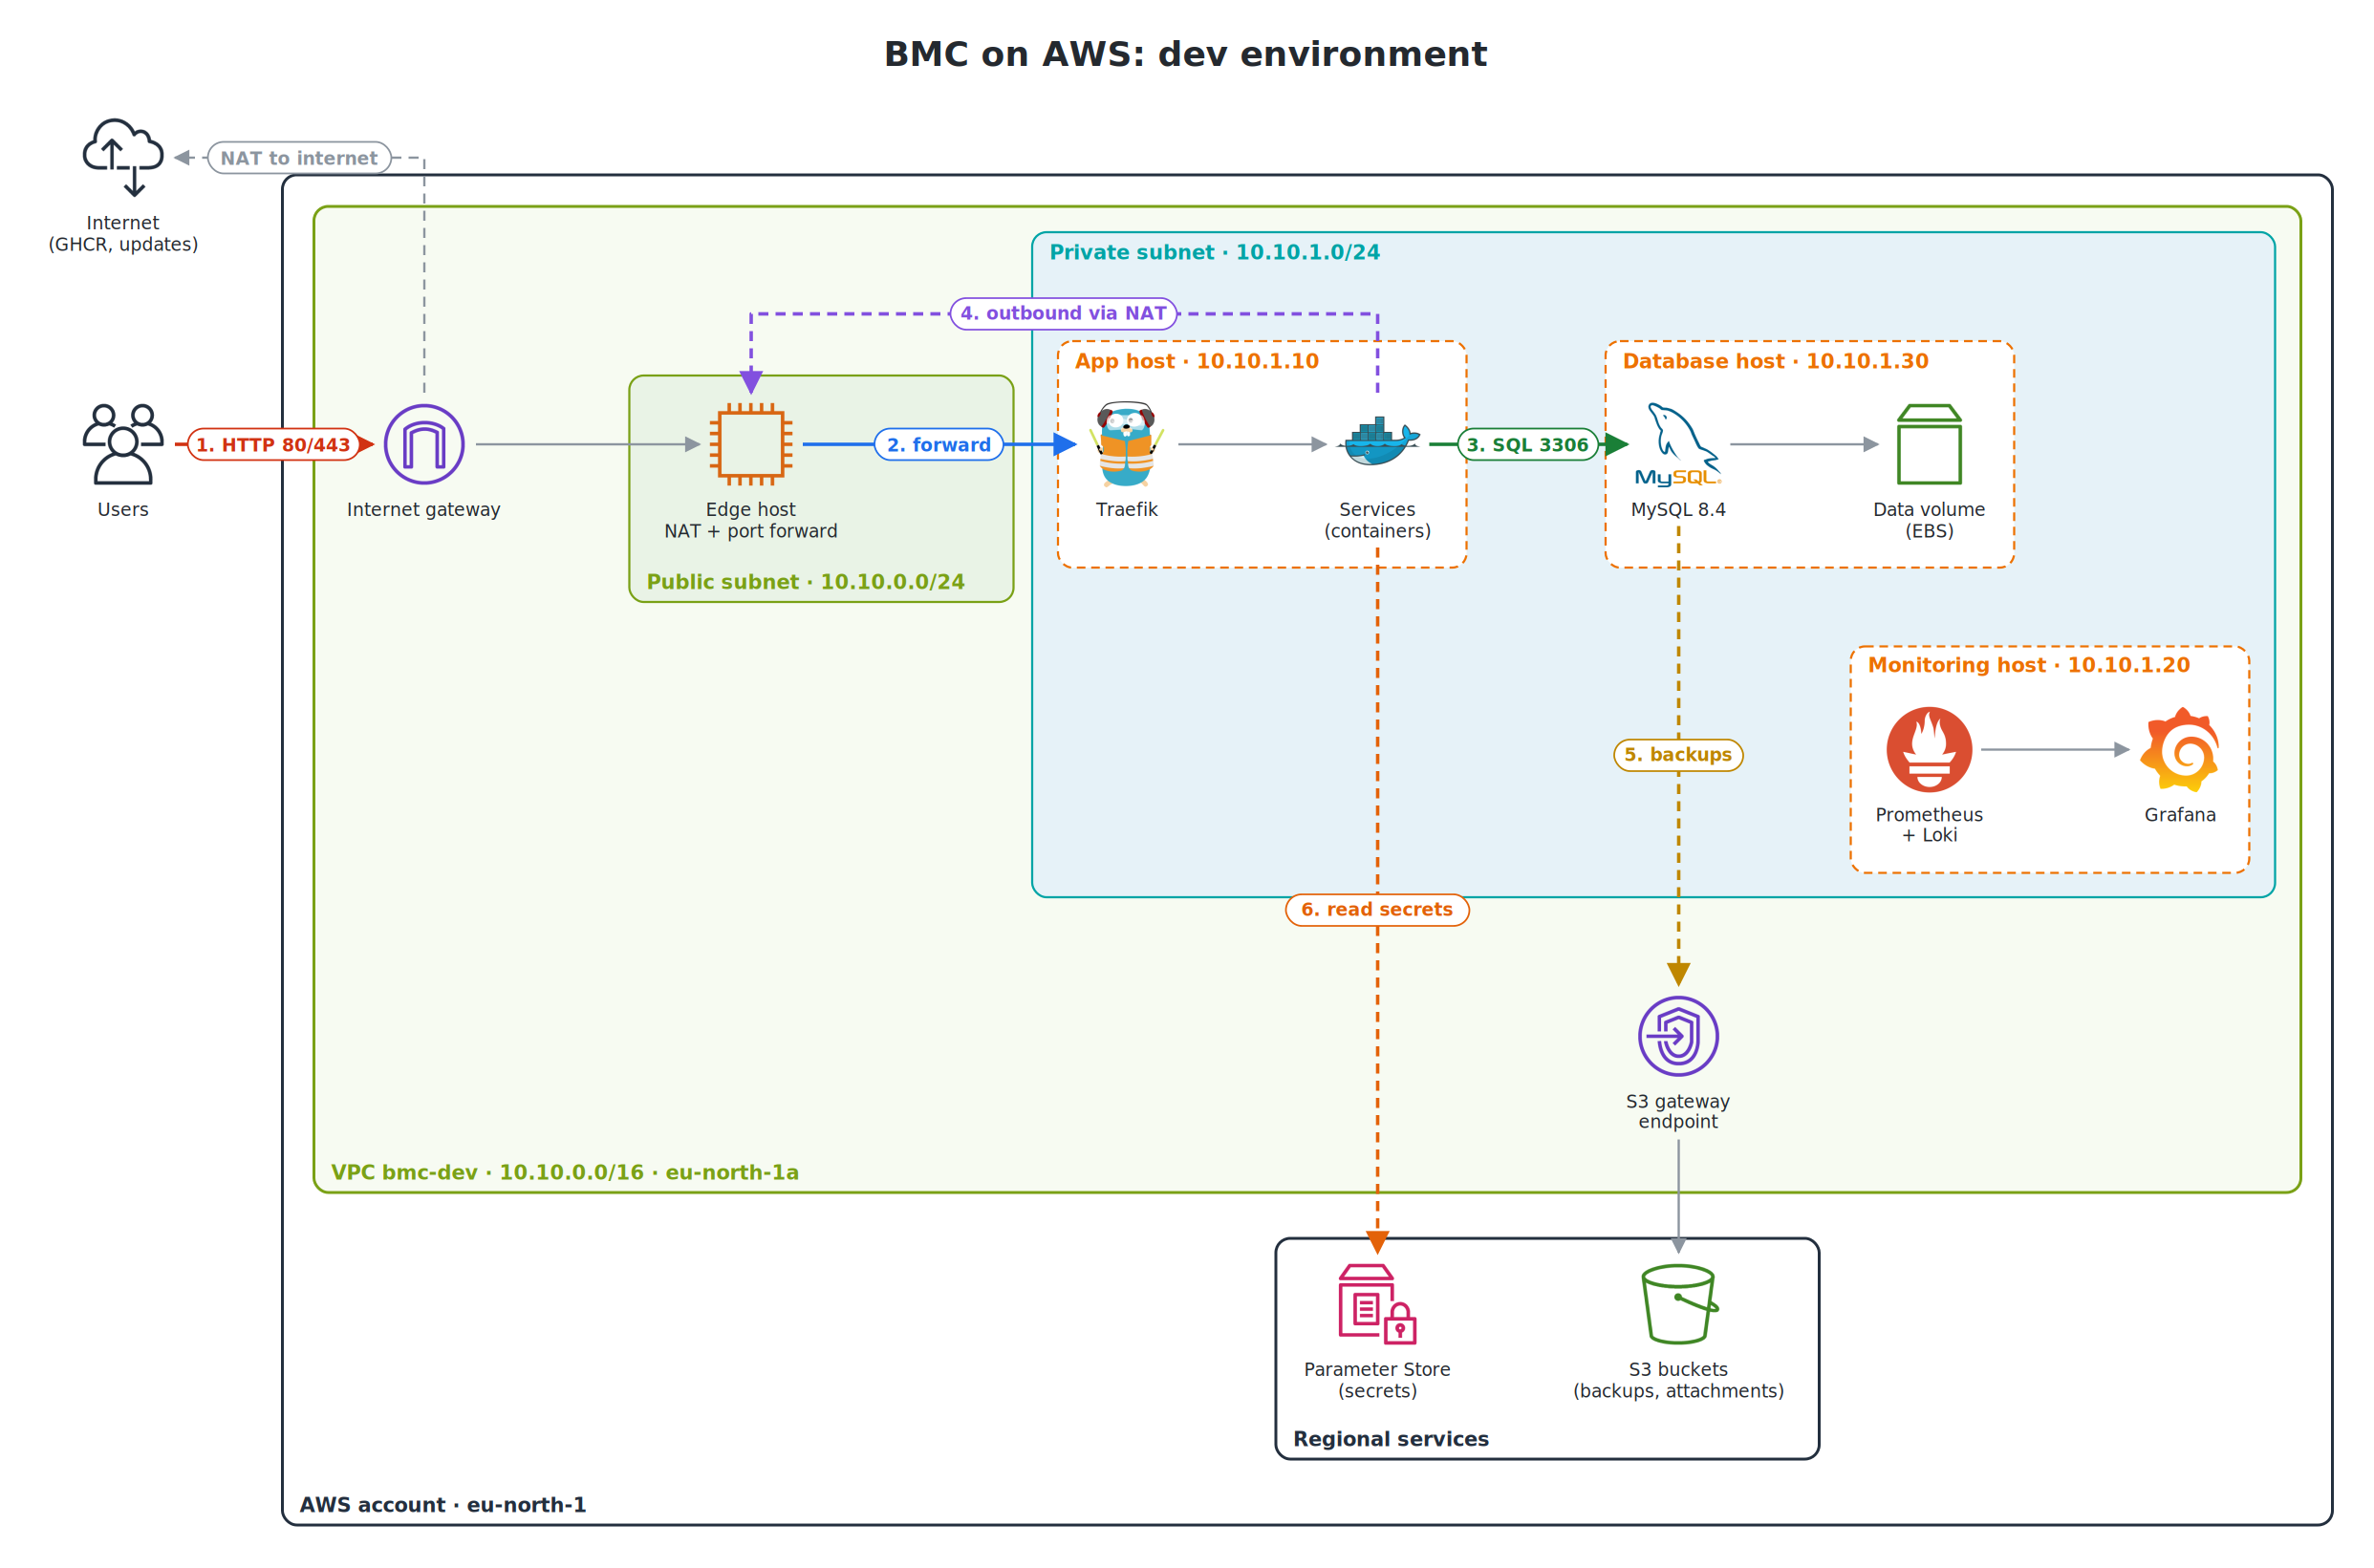 BMC on AWS: dev environment
NAT to internet
Internet
(GHCR, updates)
Private subnet · 10.10.1.0/24
4. outbound via NAT
App host · 10.10.1.10
Database host · 10.10.1.30
1. HTTP 80/443
2. forward
3. SQL 3306
MySQL®
Users
Internet gateway
Edge host
NAT + port forward
Traefik
Services
(containers)
MySQL 8.4
Data volume
(EBS)
Public subnet · 10.10.0.0/24
Monitoring host · 10.10.1.20
5. backups
Prometheus
+ Loki
Grafana
6. read secrets
S3 gateway
endpoint
VPC bmc-dev · 10.10.0.0/16 · eu-north-1a
Parameter Store
(secrets)
S3 buckets
(backups, attachments)
Regional services
AWS account · eu-north-1